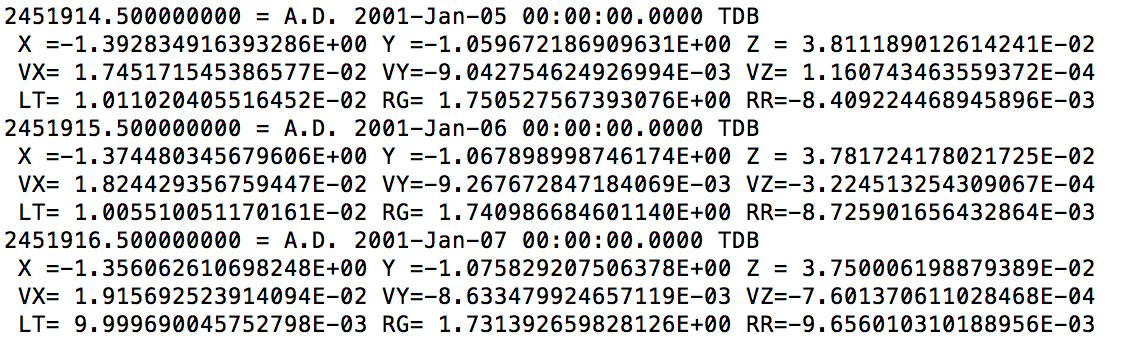 2451914.500000000 = A.D. 2001-Jan-05 00:00:00.0000 TDB
X =-1.392834916393286E+00 Y =-1.059672186909631E+00 Z = 3.811189012614241E-02
VX= 1.745171545386577E-02 VY=-9.042754624926994E-03 VZ= 1.160743463559372E-04
LT= 1.011020405516452E-02 RG= 1.750527567393076E+00 RR=-8.409224468945896E-03
2451915.500000000 = A.D. 2001-Jan-06 00:00:00.0000 TDB
X =-1.374480345679606E+00 Y =-1.067898998746174E+00 Z = 3.781724178021725E-02
VX= 1.824429356759447E-02 VY=-9.267672847184069E-03 VZ=-3.224513254309067E-04
LT= 1.005510051170161E-02 RG= 1.740986684601140E+00 RR=-8.725901656432864E-03
2451916.500000000 = A.D. 2001-Jan-07 00:00:00.0000 TDB
X =-1.356062610698248E+00 Y =-1.075829207506378E+00 Z = 3.750006198879389E-02
VX= 1.915692523914094E-02 VY=-8.633479924657119E-03 VZ=-7.601370611028468E-04
LT= 9.999690045752798E-03 RG= 1.731392659828126E+00 RR=-9.656010310188956E-03